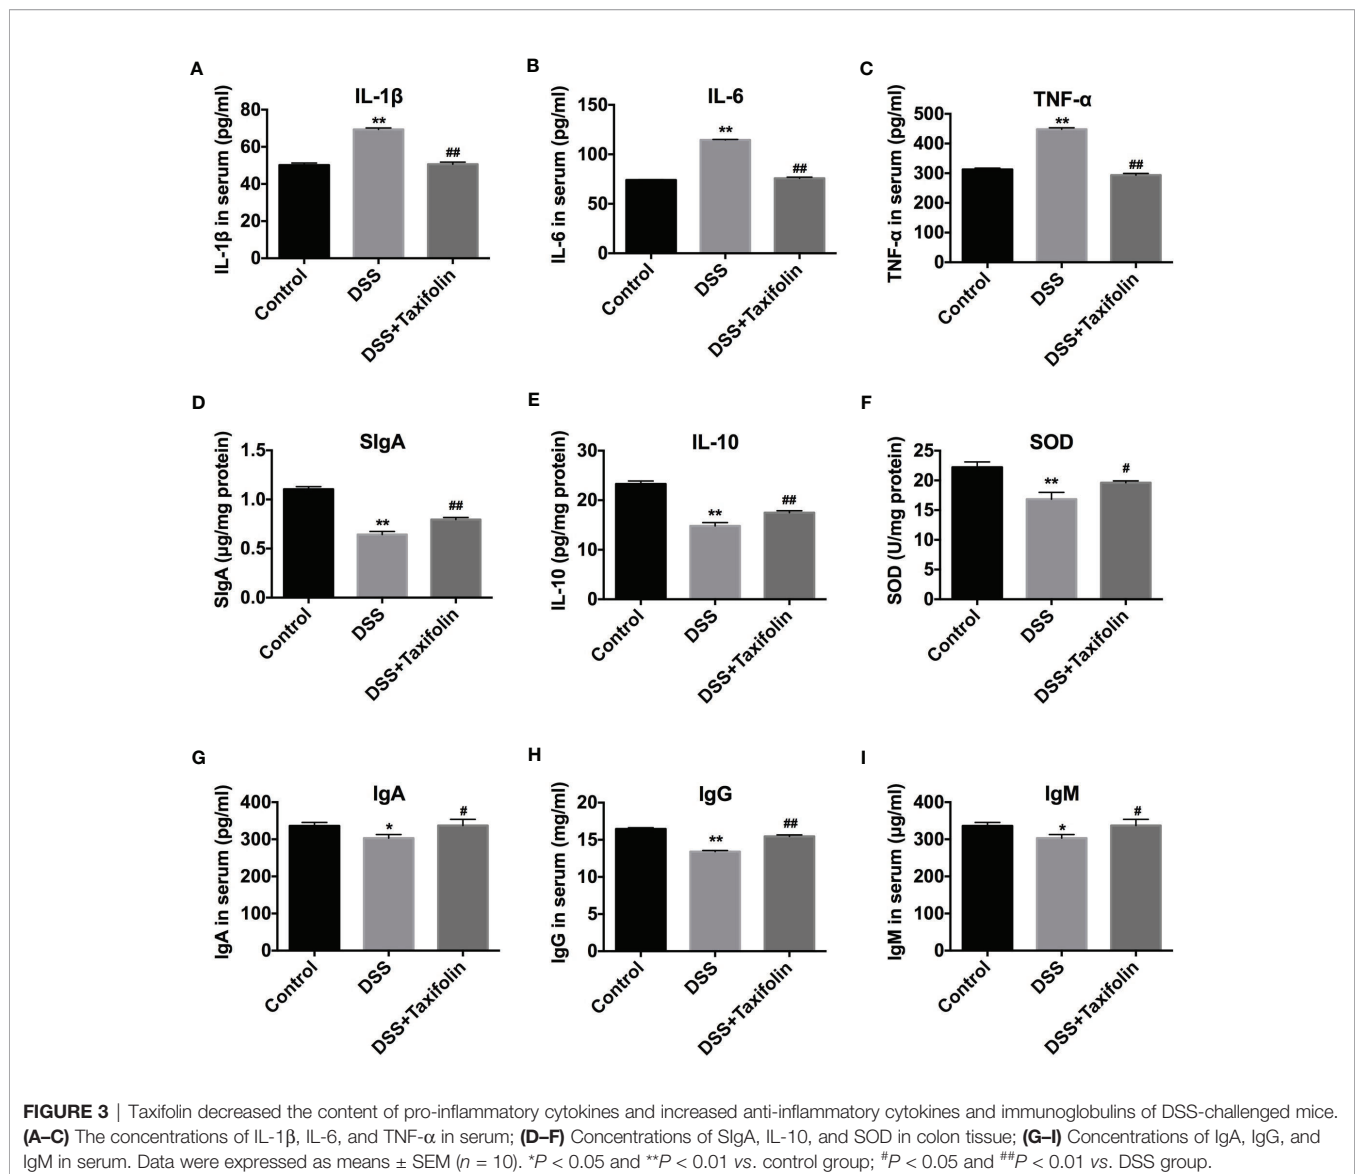 A
IL-1β
IL-1β in serum (pg/ml)
80
60
40
20
0
**
##
Control
DSS
DSS+Taxifolin
B
IL-6
IL-6 in serum (pg/ml)
150
100
50
0
**
##
Control
DSS
DSS+Taxifolin
C
TNF-α
TNF-α in serum (pg/ml)
500
400
300
200
100
0
**
##
Control
DSS
DSS+Taxifolin
D
SIgA
SIgA (μg/mg protein)
1.5
1.0
0.5
0.0
**
##
Control
DSS
DSS+Taxifolin
E
IL-10
IL-10 (pg/mg protein)
30
20
10
0
**
##
Control
DSS
DSS+Taxifolin
F
SOD
SOD (U/mg protein)
25
20
15
10
5
0
**
#
Control
DSS
DSS+Taxifolin
G
IgA
IgA in serum (pg/ml)
400
300
200
100
0
*
#
Control
DSS
DSS+Taxifolin
H
IgG
IgG in serum (mg/ml)
20
15
10
5
0
**
##
Control
DSS
DSS+Taxifolin
I
IgM
IgM in serum (μg/ml)
400
300
200
100
0
*
#
Control
DSS
DSS+Taxifolin
FIGURE 3 | Taxifolin decreased the content of pro-inflammatory cytokines and increased anti-inflammatory cytokines and immunoglobulins of DSS-challenged mice.
(A–C) The concentrations of IL-1β, IL-6, and TNF-α in serum; (D–F) Concentrations of SIgA, IL-10, and SOD in colon tissue; (G–I) Concentrations of IgA, IgG, and
IgM in serum. Data were expressed as means ± SEM (n = 10). *P < 0.05 and **P < 0.01 vs. control group; #P < 0.05 and ##P < 0.01 vs. DSS group.